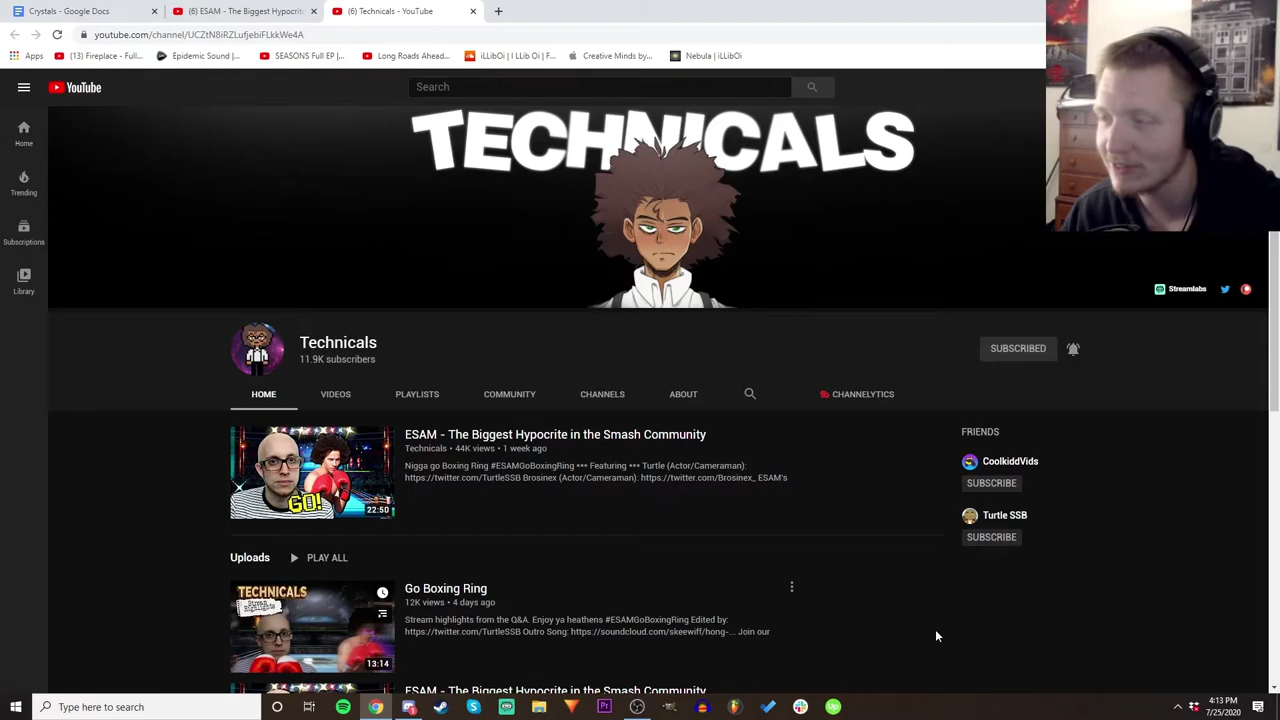 Crystals - Google Docs
(6) ESAM - The Biggest Hypocrit
(6) Technicals - YouTube
youtube.com/channel/UCZtN8iRZLufjebiFLkkWe4A
Apps
(13) Fireplace - Full...
Epidemic Sound |...
SEASONS Full EP |...
Long Roads Ahead...
iLLibOi | I LLib Oi | F...
Creative Minds by...
Nebula | iLLibOi
YouTube
Search
Home
Trending
Subscriptions
Library
TECHNICALS
Streamlabs
Technicals
11.9K subscribers
SUBSCRIBED
HOME
VIDEOS
PLAYLISTS
COMMUNITY
CHANNELS
ABOUT
CHANNELYTICS
ESAM - The Biggest Hypocrite in the Smash Community
Technicals • 44K views • 1 week ago
Nigga go Boxing Ring #ESAMGoBoxingRing *** Featuring *** Turtle (Actor/Cameraman):
https://twitter.com/TurtleSSB Brosinex (Actor/Cameraman): https://twitter.com/Brosinex_ ESAM's
GO!
22:50
FRIENDS
CoolkiddVids
SUBSCRIBE
Turtle SSB
SUBSCRIBE
Uploads
PLAY ALL
TECHNICALS
Stream
Highlights
13:14
Go Boxing Ring
12K views • 4 days ago
Stream highlights from the Q&A. Enjoy ya heathens #ESAMGoBoxingRing Edited by:
https://twitter.com/TurtleSSB Outro Song: https://soundcloud.com/skeewiff/hong-... Join our
ESAM - The Biggest Hypocrite in the Smash Community
Type here to search
Pr
Up
4:13 PM
7/25/2020